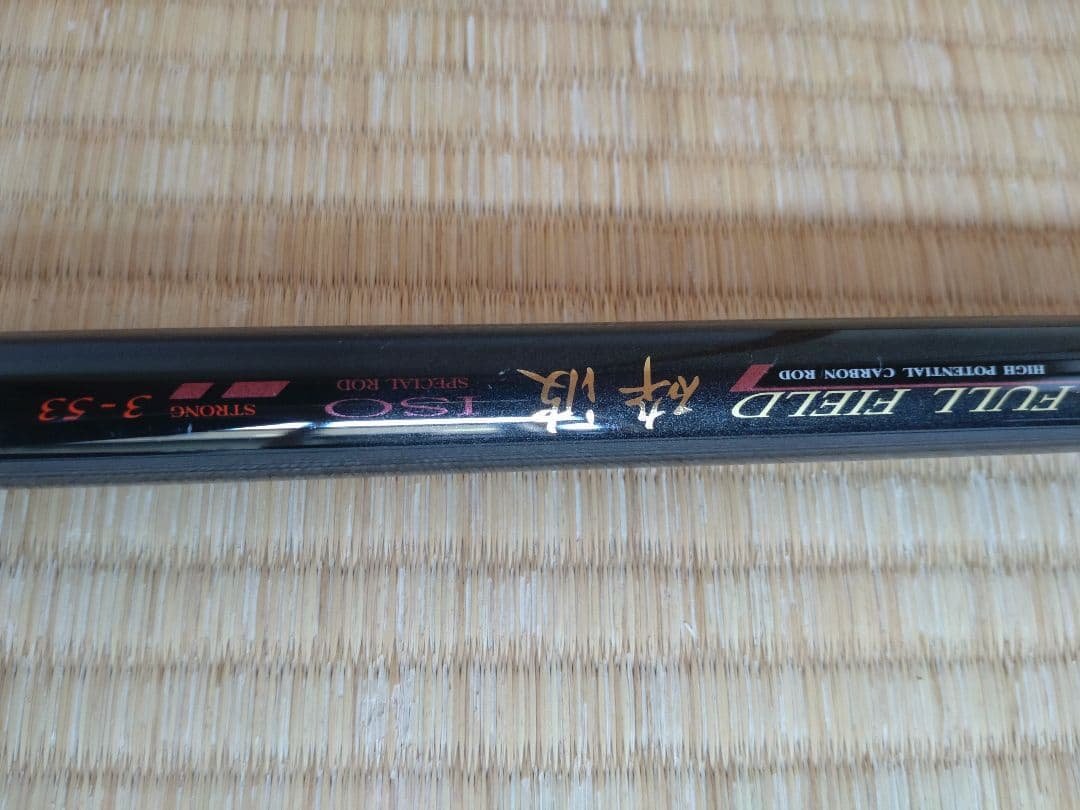 FULL FIELD
HIGH POTENTIAL CARBON ROD
ISO
SPECIAL ROD
STRONG 3-53